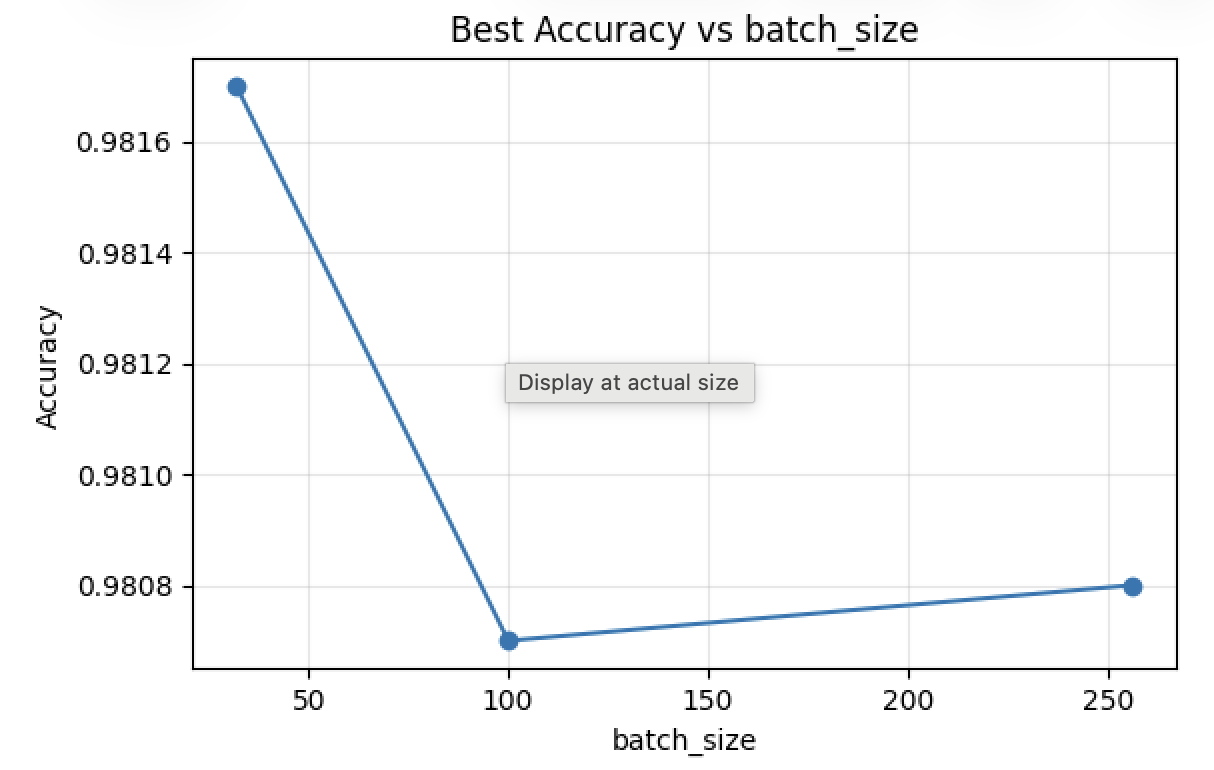 Best Accuracy vs batch_size
0.9816
0.9814
0.9812
0.9810
0.9808
Accuracy
Display at actual size
50 100 150 200 250
batch_size